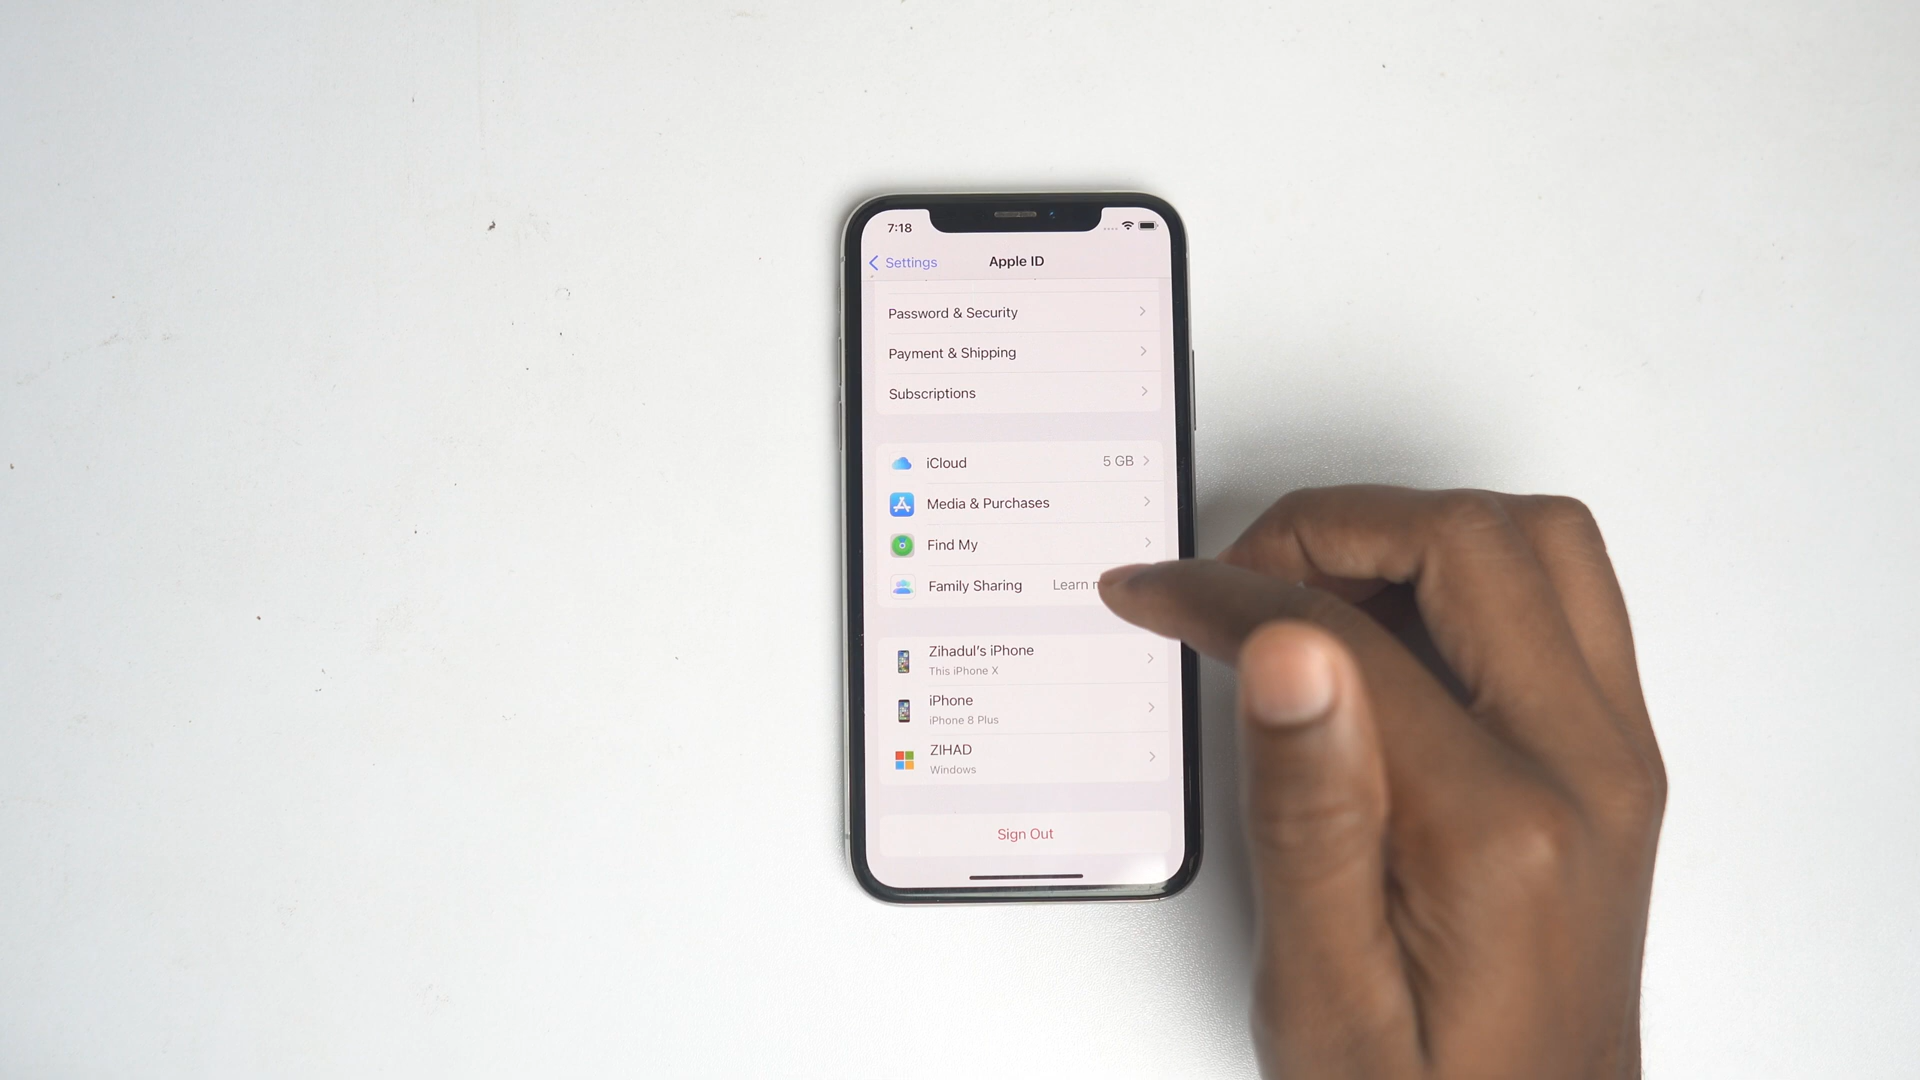 7:18
Settings
Apple ID
Password & Security
Payment & Shipping
Subscriptions
iCloud
5 GB
Media & Purchases
Find My
Family Sharing
Learn
Zihadul's iPhone
This iPhone X
iPhone
iPhone 8 Plus
ZIHAD
Windows
Sign Out